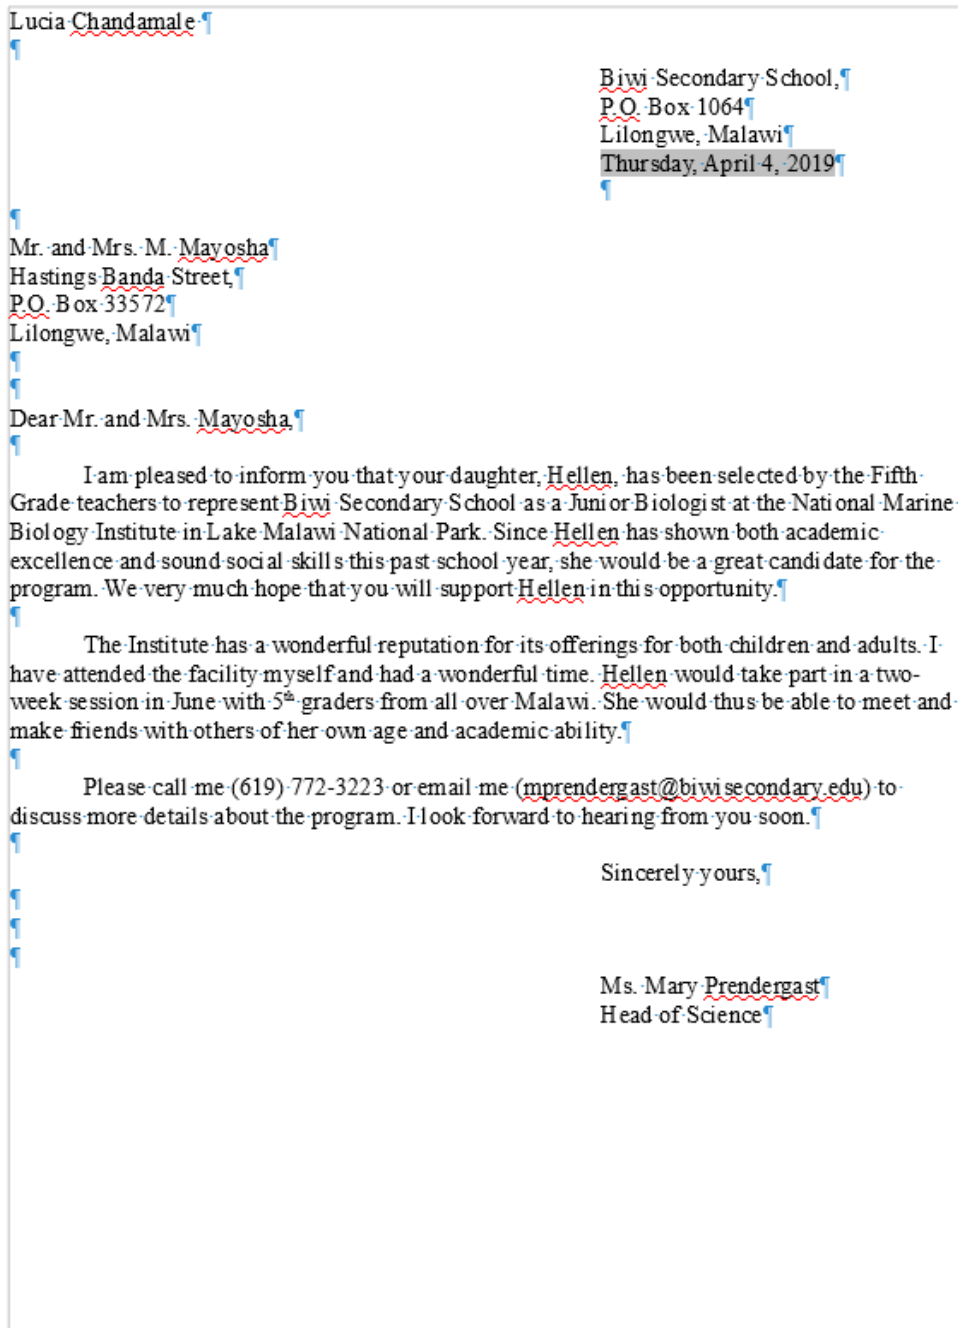 Lucia Chandamale
Biwi Secondary School,
P.O. Box 1064
Lilongwe, Malawi
Thursday, April 4, 2019
Mr. and Mrs. M. Mayosha
Hastings Banda Street,
P.O. Box 33572
Lilongwe, Malawi
Dear Mr. and Mrs. Mayosha,
I am pleased to inform you that your daughter, Hellen, has been selected by the Fifth
Grade teachers to represent Biwi Secondary School as a Junior Biologist at the National Marine
Biology Institute in Lake Malawi National Park. Since Hellen has shown both academic
excellence and sound social skills this past school year, she would be a great candidate for the
program. We very much hope that you will support Hellen in this opportunity.
The Institute has a wonderful reputation for its offerings for both children and adults. I
have attended the facility myself and had a wonderful time. Hellen would take part in a two-
week session in June with 5th graders from all over Malawi. She would thus be able to meet and
make friends with others of her own age and academic ability.
Please call me (619) 772-3223 or email me (mprendergast@biwisecondary.edu) to
discuss more details about the program. I look forward to hearing from you soon.
Sincerely yours,
Ms. Mary Prendergast
Head of Science